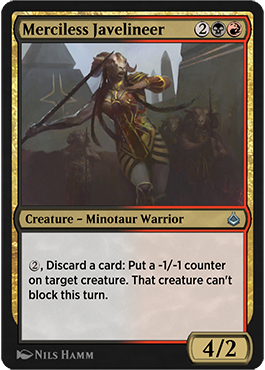 Merciless Javelineer 2
Creature – Minotaur Warrior
2, Discard a card: Put a -1/-1 counter
on target creature. That creature can't
block this turn.
NILS HAMM
4/2